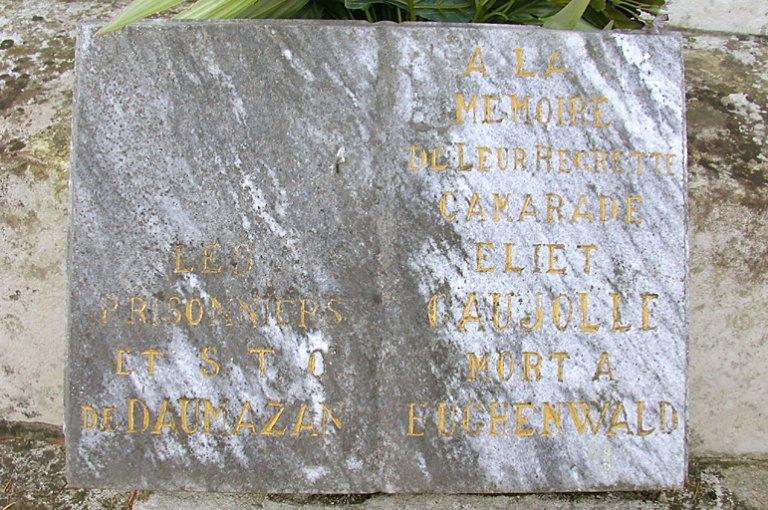 LES
PRISONNIERS
ET S T O
DE DAUMAZAN
A LA
MEMOIRE
DE LEUR REGRETTE
CAMARADE
ELIET
CAUJOLLE
MORT A
BUCHENWALD